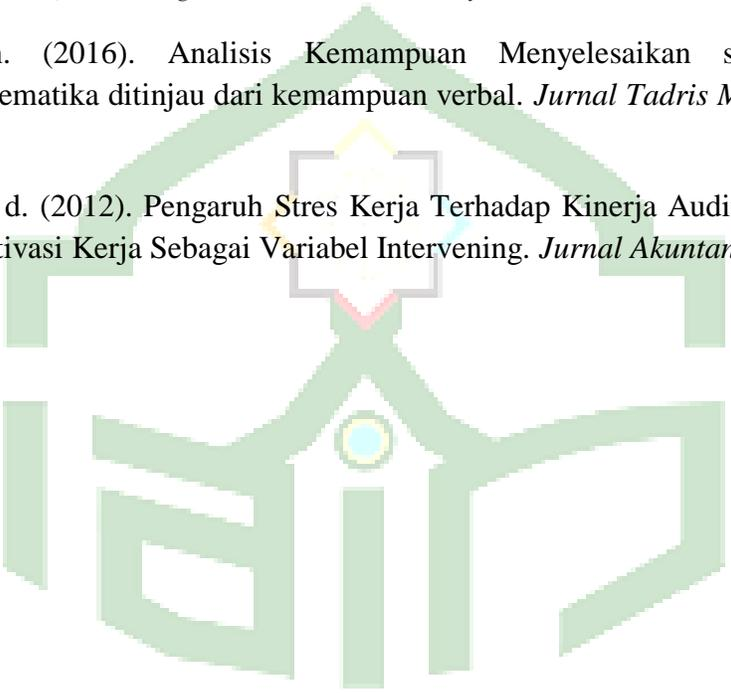 (2016). Analisis Kemampuan Menyelesaikan
ematika ditinjau dari kemampuan verbal. Jurnal Tadris
d. (2012). Pengaruh Stres Kerja Terhadap Kinerja Audi
tivasi Kerja Sebagai Variabel Intervening. Jurnal Akuntan
iain